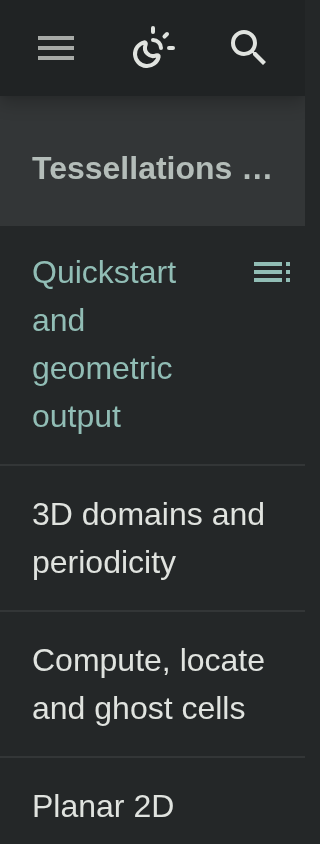 Tessellations …
Quickstart
and
geometric
output
3D domains and
periodicity
Compute, locate
and ghost cells
Planar 2D